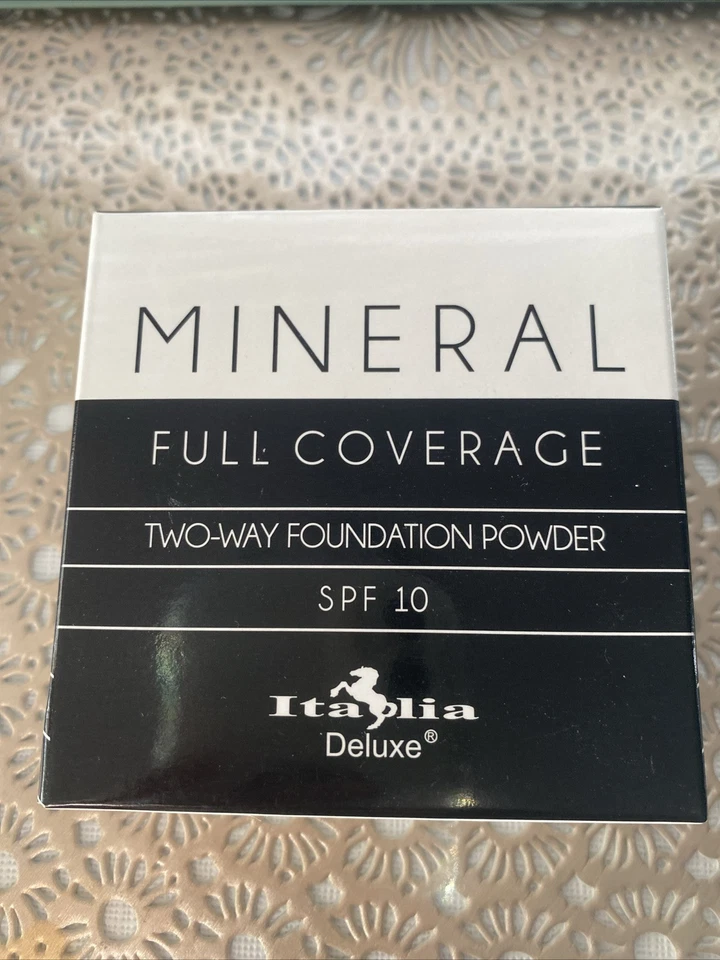 MINERAL
FULL COVERAGE
TWO-WAY FOUNDATION POWDER
SPF 10
Italia
Deluxe®